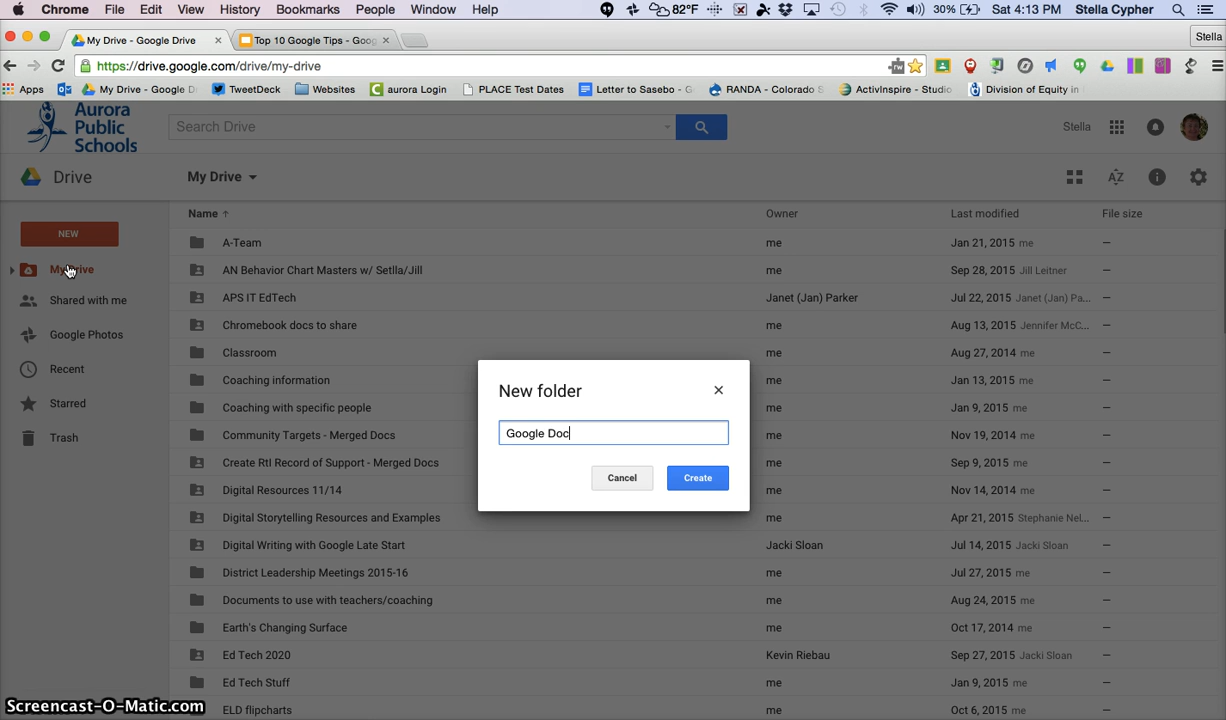 Chrome File Edit View History Bookmarks People Window Help 82°F 30% Sat 4:13 PM Stella Cypher
My Drive - Google Drive Top 10 Google Tips - Goog Stella
https://drive.google.com/drive/my-drive
Apps My Drive - Google D TweetDeck Websites aurora Login PLACE Test Dates Letter to Sasebo - G RANDA - Colorado S ActivInspire - Studio Division of Equity in
Aurora
Public
Schools
Search Drive Stella
Drive My Drive
Name Owner Last modified File size
NEW
My Drive
Shared with me
Google Photos
Recent
Starred
Trash
A-Team me Jan 21, 2015 me –
AN Behavior Chart Masters w/ Setlla/Jill me Sep 28, 2015 Jill Leitner –
APS IT EdTech Janet (Jan) Parker Jul 22, 2015 Janet (Jan) Pa... –
Chromebook docs to share me Aug 13, 2015 Jennifer McC... –
Classroom me Aug 27, 2014 me –
Coaching information me Jan 13, 2015 me –
Coaching with specific people me Jan 9, 2015 me –
Community Targets - Merged Docs me Nov 19, 2014 me –
Create RtI Record of Support - Merged Docs me Sep 9, 2015 me –
Digital Resources 11/14 me Nov 14, 2014 me –
Digital Storytelling Resources and Examples me Apr 21, 2015 Stephanie Nel... –
Digital Writing with Google Late Start Jacki Sloan Jul 14, 2015 Jacki Sloan –
District Leadership Meetings 2015-16 me Jul 27, 2015 me –
Documents to use with teachers/coaching me Aug 24, 2015 me –
Earth's Changing Surface me Oct 17, 2014 me –
Ed Tech 2020 Kevin Riebau Sep 27, 2015 Jacki Sloan –
Ed Tech Stuff me Jan 9, 2015 me –
ELD flipcharts me Oct 6, 2015 me –
New folder
Google Doc
Cancel Create
Screencast-O-Matic.com